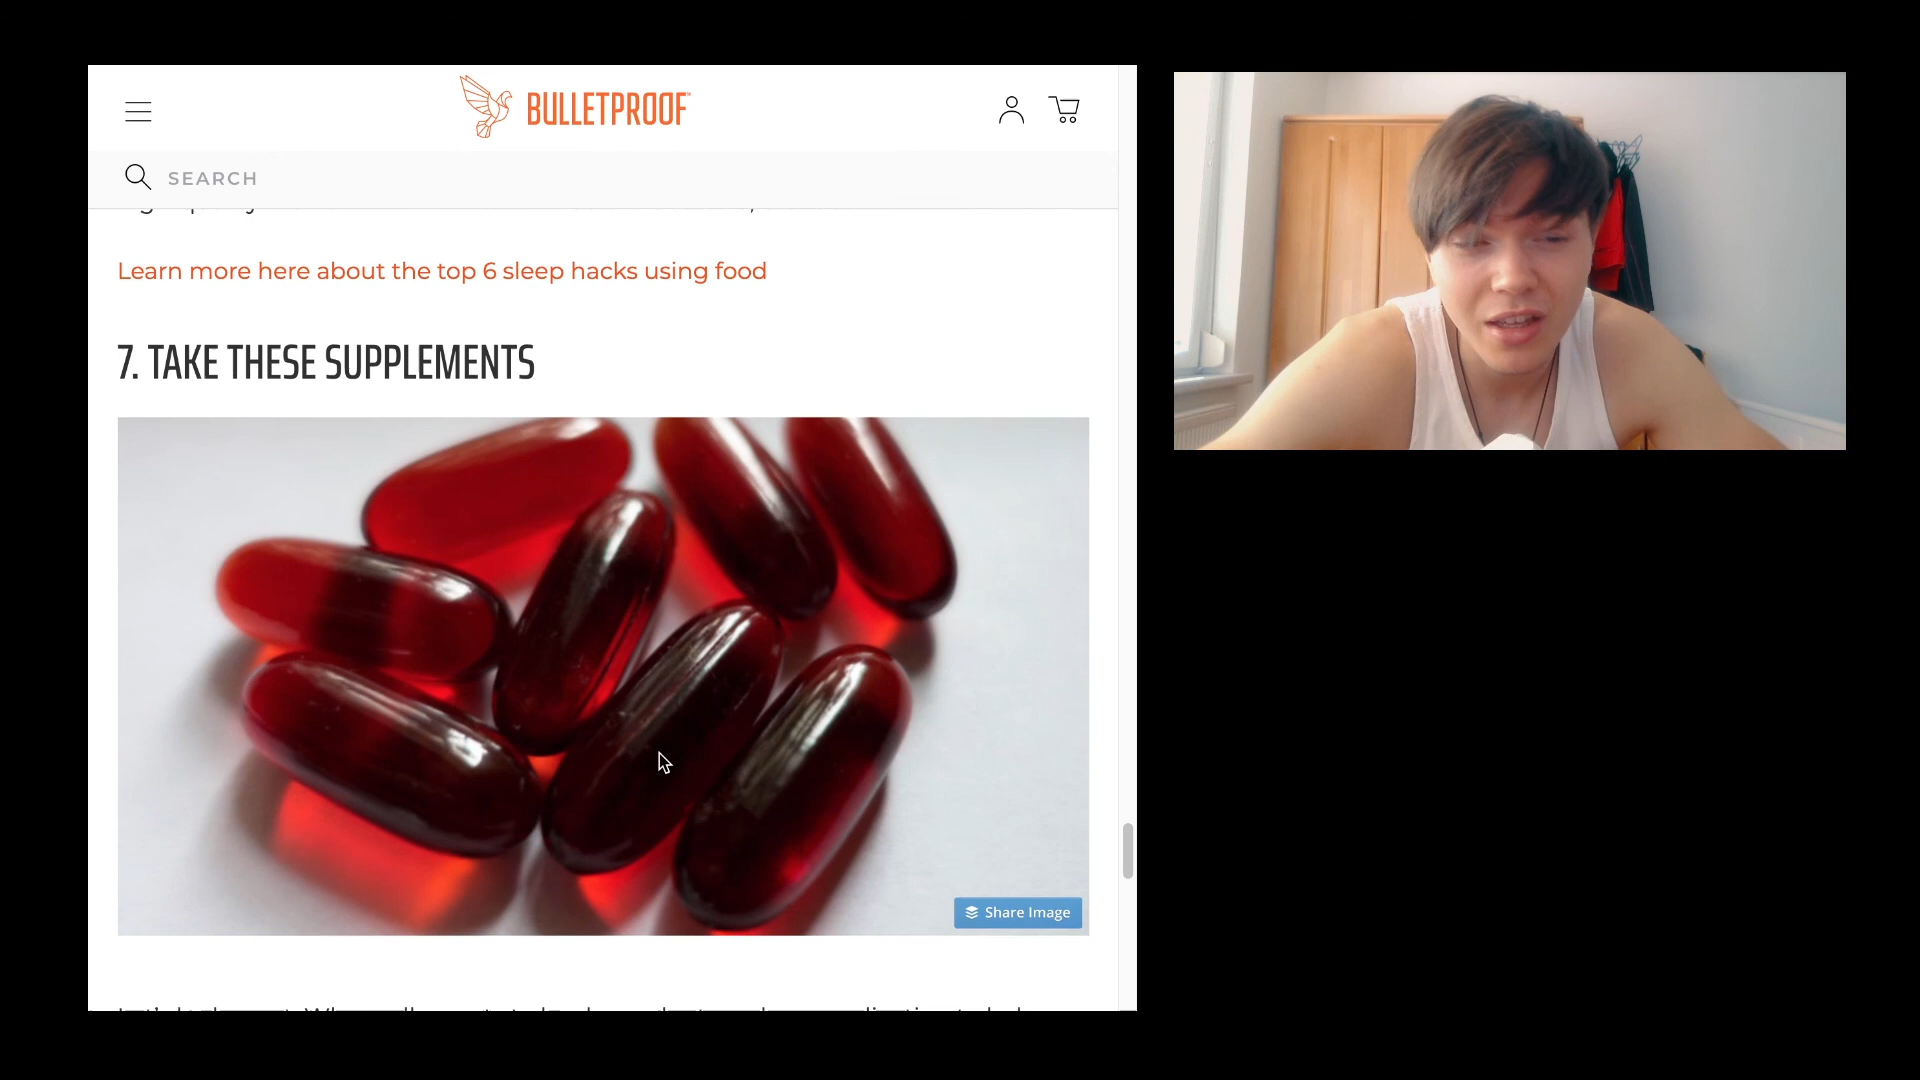 BULLETPROOF
SEARCH
Learn more here about the top 6 sleep hacks using food
7. TAKE THESE SUPPLEMENTS
Share Image